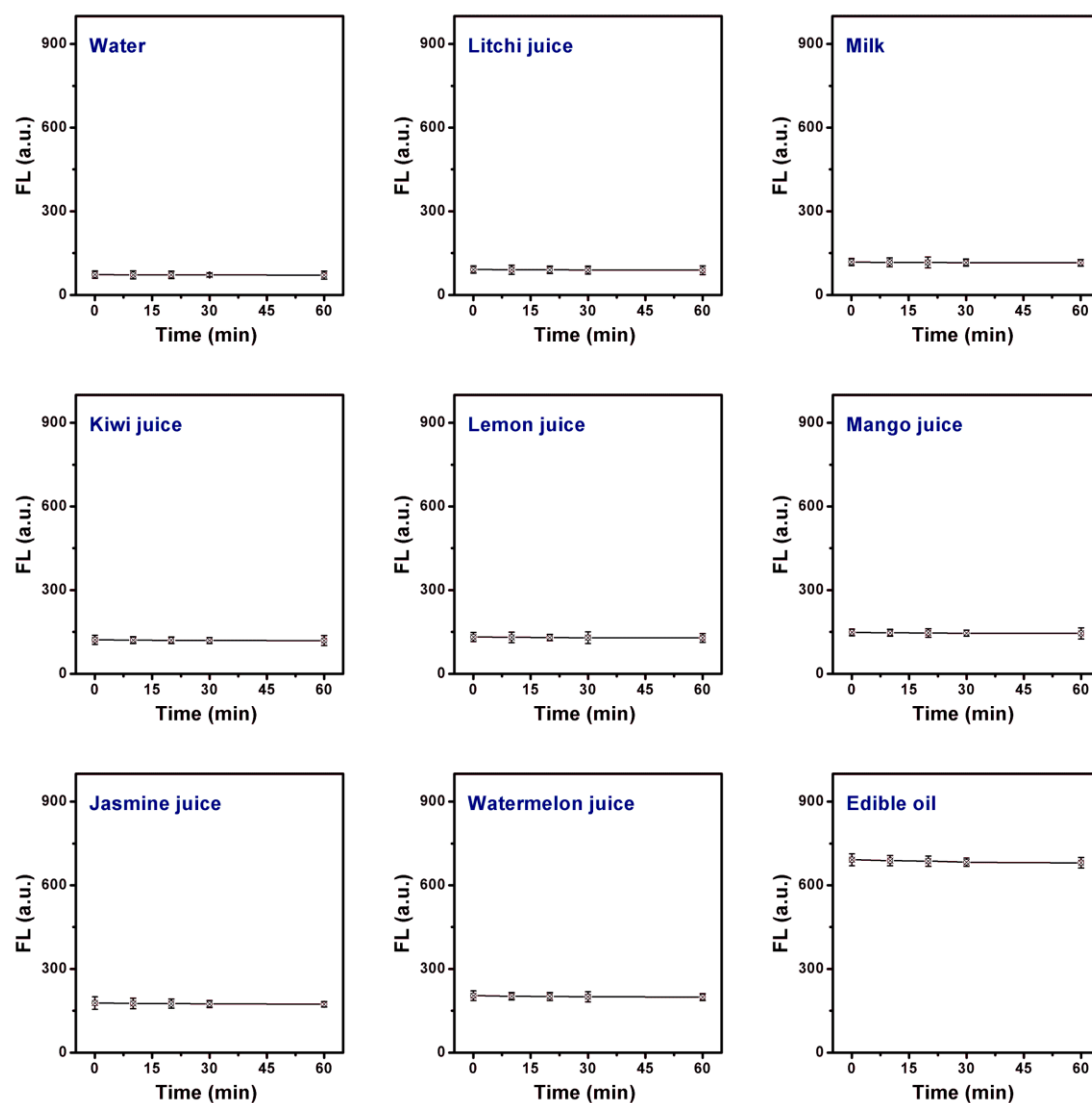 Water
900
600
300
0
FL (a.u.)
0 15 30 45 60
Time (min)
Litchi juice
900
600
300
0
FL (a.u.)
0 15 30 45 60
Time (min)
Milk
900
600
300
0
FL (a.u.)
0 15 30 45 60
Time (min)
Kiwi juice
900
600
300
0
FL (a.u.)
0 15 30 45 60
Time (min)
Lemon juice
900
600
300
0
FL (a.u.)
0 15 30 45 60
Time (min)
Mango juice
900
600
300
0
FL (a.u.)
0 15 30 45 60
Time (min)
Jasmine juice
900
600
300
0
FL (a.u.)
0 15 30 45 60
Time (min)
Watermelon juice
900
600
300
0
FL (a.u.)
0 15 30 45 60
Time (min)
Edible oil
900
600
300
0
FL (a.u.)
0 15 30 45 60
Time (min)